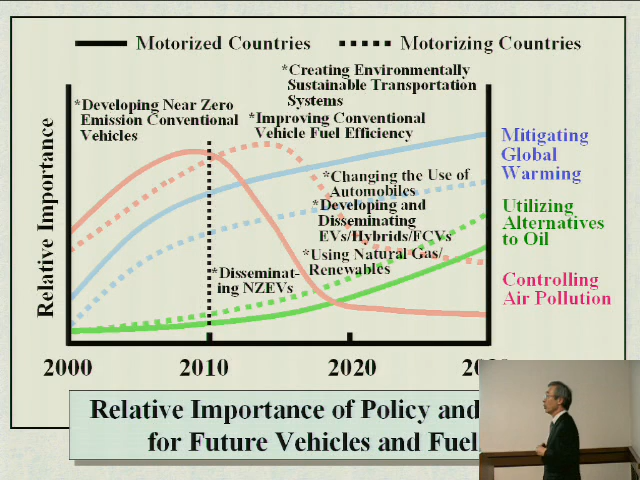 Motorized Countries
Motorizing Countries
*Creating Environmentally
Sustainable Transportation
Systems
*Developing Near Zero
Emission Conventional
Vehicles
*Improving Conventional
Vehicle Fuel Efficiency
Mitigating
Global
Warming
*Changing the Use of
Automobiles
*Developing and
Disseminating
EVs/Hybrids/FCVs
Utilizing
Alternatives
to Oil
*Using Natural Gas/
Renewables
*Disseminat-
ing NZEVs
Controlling
Air Pollution
Relative Importance
2000
2010
2020
Relative Importance of Policy and
for Future Vehicles and Fuel